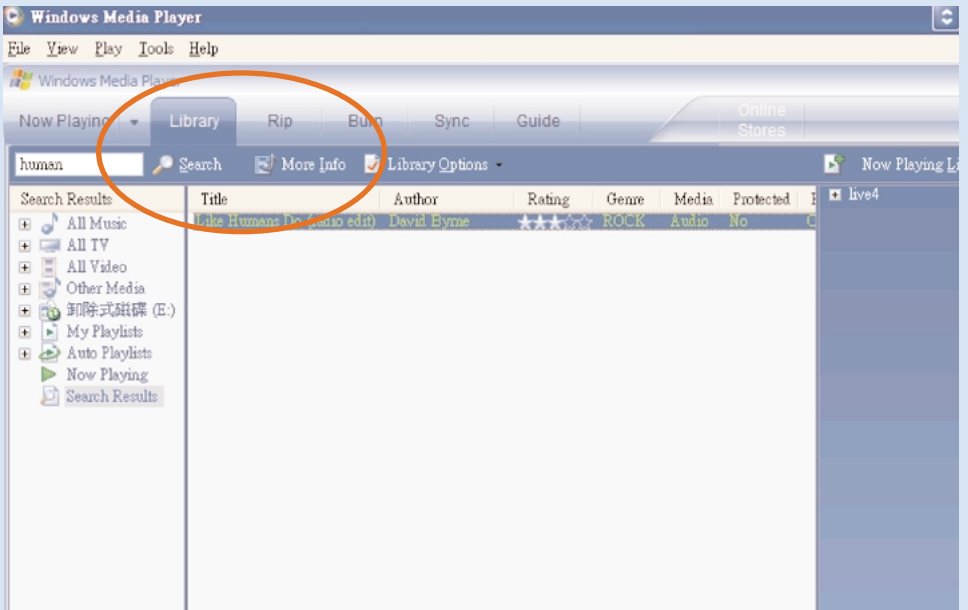 Windows Media Player
File View Play Tools Help
Windows Media Player
Now Playing Library Rip Burn Sync Guide Online Stores
human Search More Info Library Options Now Playing Li
Search Results Title Author Rating Genre Media Protected
Like Humans Do (radio edit) David Byrne ROCK Audio No
live4
All Music
All TV
All Video
Other Media
卸除式磁碟 (E:)
My Playlists
Auto Playlists
Now Playing
Search Results